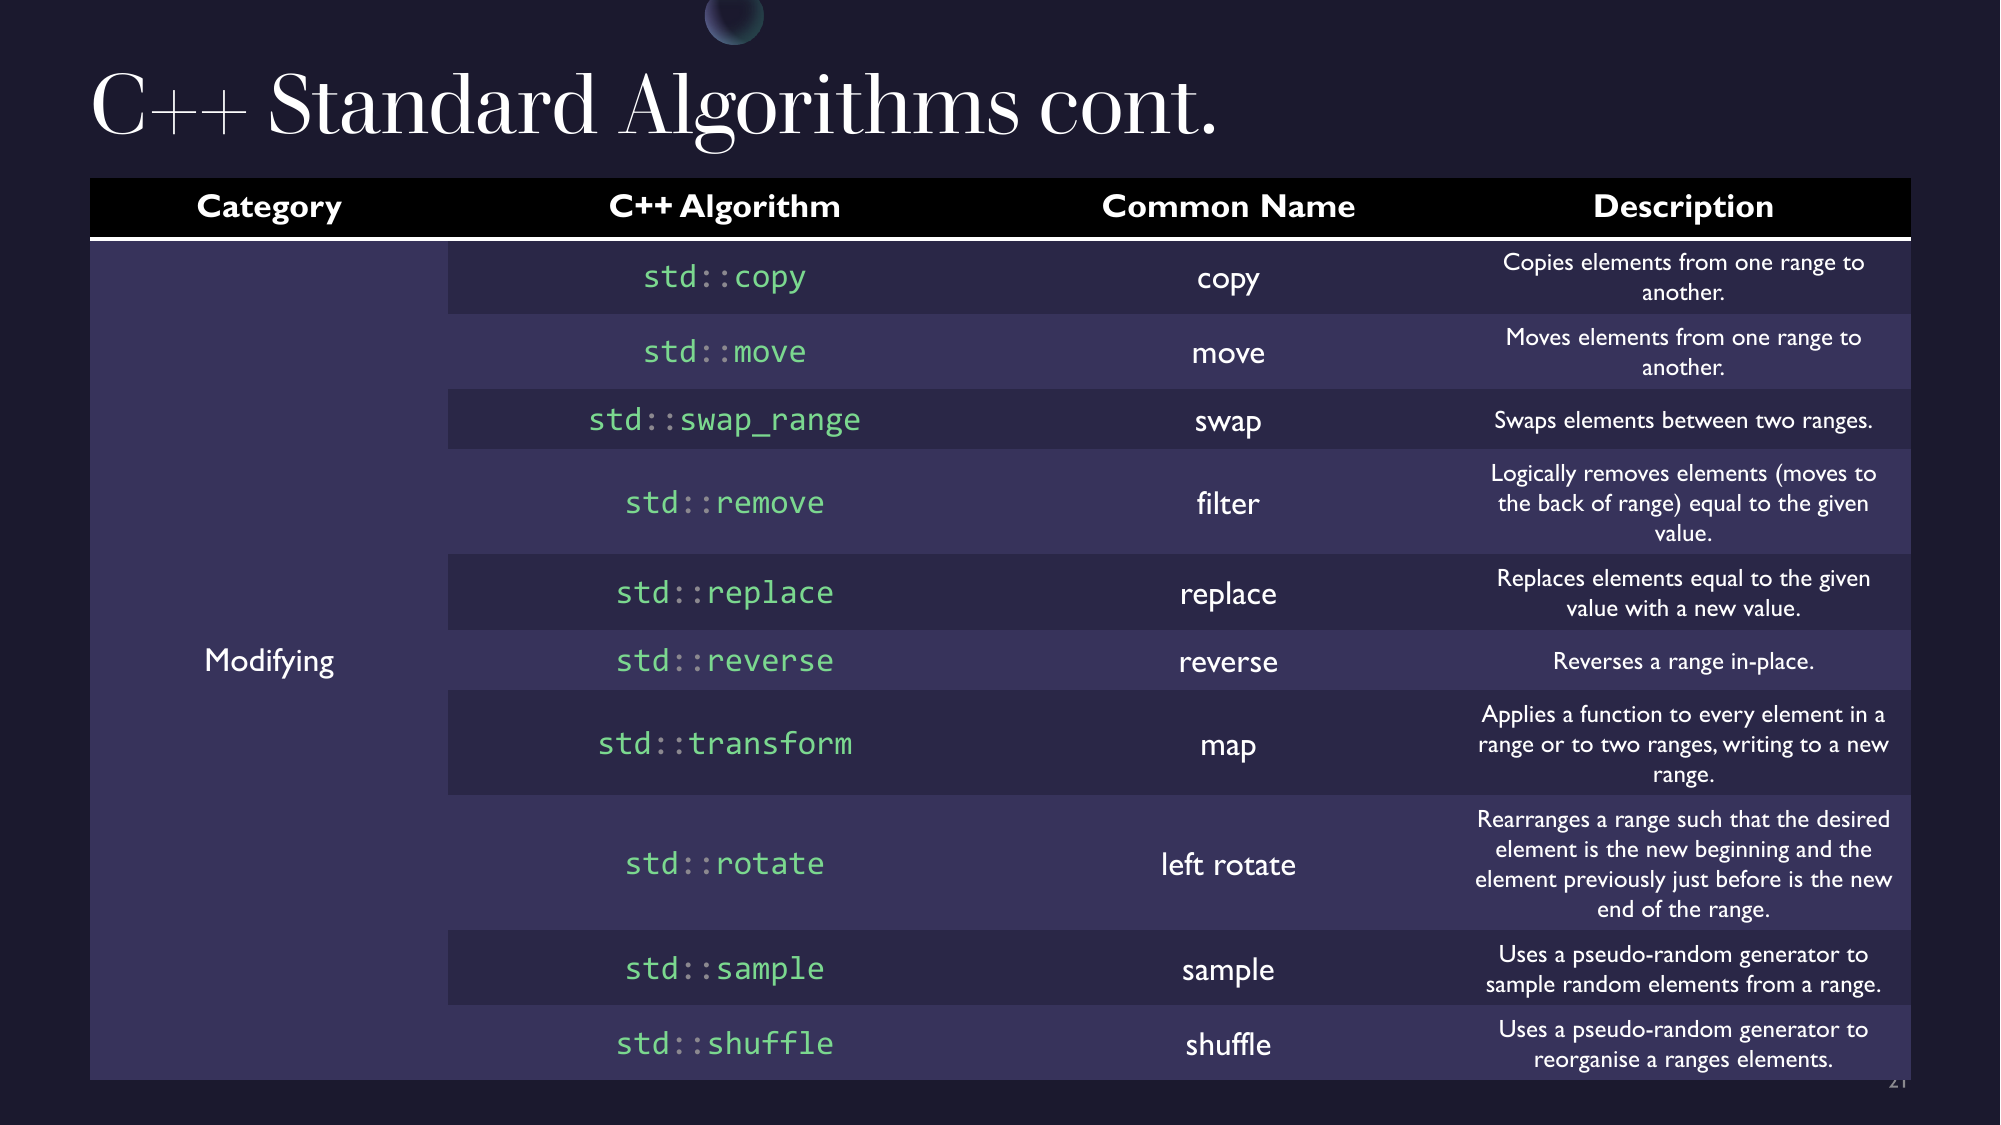 C++ Standard Algorithms cont.
Category C++ Algorithm Common Name Description
Modifying
std::copy copy Copies elements from one range to
another.
std::move move Moves elements from one range to
another.
std::swap_range swap Swaps elements between two ranges.
std::remove filter Logically removes elements (moves to
the back of range) equal to the given
value.
std::replace replace Replaces elements equal to the given
value with a new value.
std::reverse reverse Reverses a range in-place.
std::transform map Applies a function to every element in a
range or to two ranges, writing to a new
range.
std::rotate left rotate Rearranges a range such that the desired
element is the new beginning and the
element previously just before is the new
end of the range.
std::sample sample Uses a pseudo-random generator to
sample random elements from a range.
std::shuffle shuffle Uses a pseudo-random generator to
reorganise a ranges elements.
21